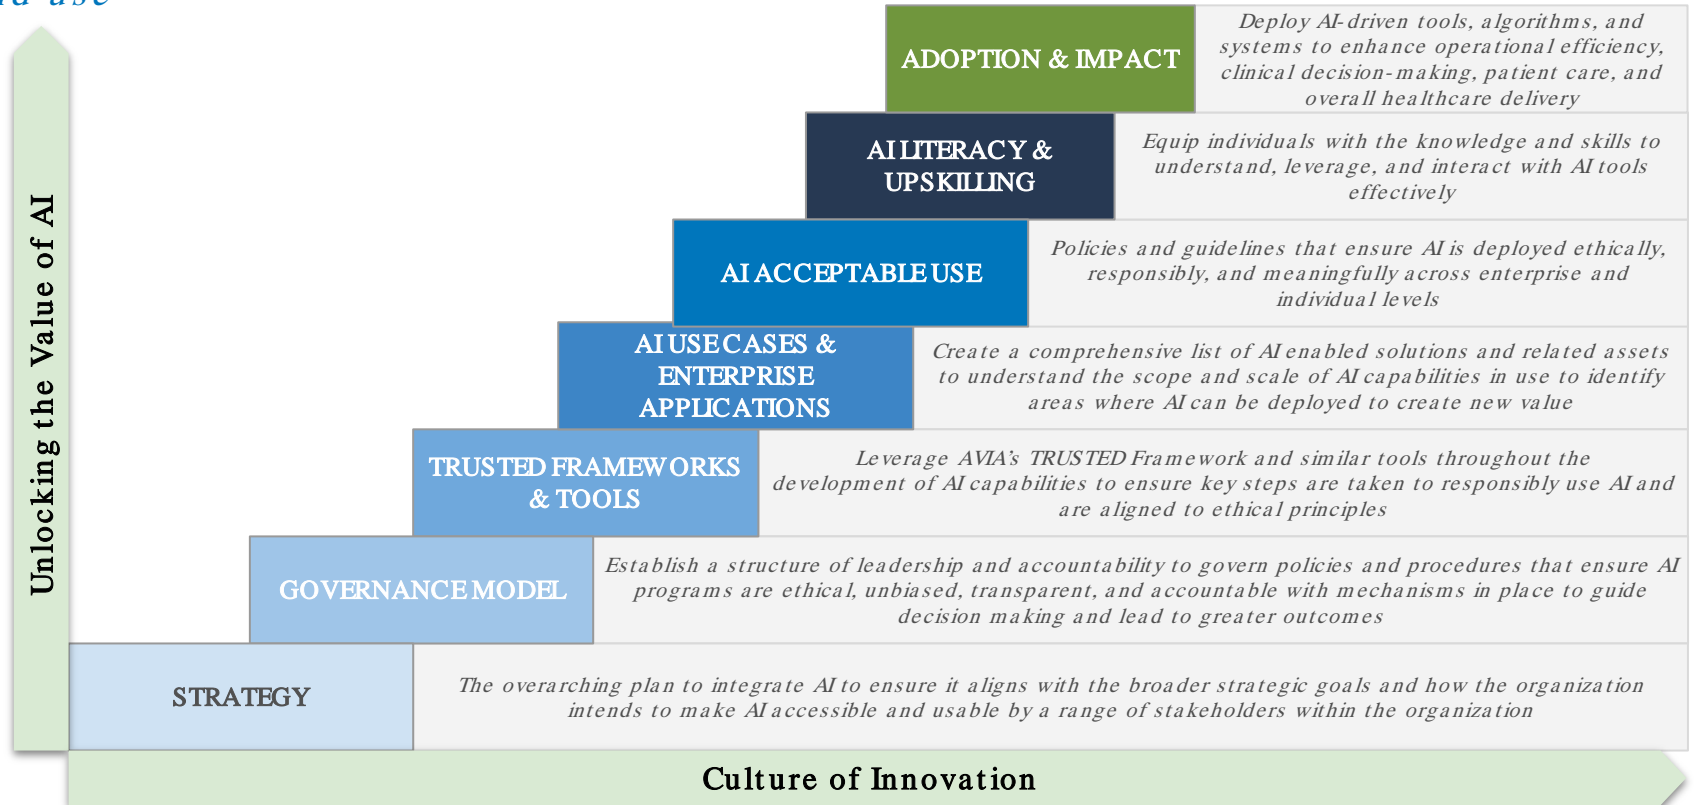 use
ADOPTION & IMPACT
Deploy AI-driven tools, algorithms, and
systems to enhance operational efficiency,
clinical decision-making, patient care, and
overall healthcare delivery
AI LITERACY &
UPSKILLING
Equip individuals with the knowledge and skills to
understand, leverage, and interact with AI tools
effectively
AI ACCEPTABLE USE
Policies and guidelines that ensure AI is deployed ethically,
responsibly, and meaningfully across enterprise and
individual levels
AI USE CASES &
ENTERPRISE
APPLICATIONS
Create a comprehensive list of AI enabled solutions and related assets
to understand the scope and scale of AI capabilities in use to identify
areas where AI can be deployed to create new value
TRUSTED FRAMEWORKS
& TOOLS
Leverage AVIA’s TRUSTED Framework and similar tools throughout the
development of AI capabilities to ensure key steps are taken to responsibly use AI and
are aligned to ethical principles
GOVERNANCE MODEL
Establish a structure of leadership and accountability to govern policies and procedures that ensure AI
programs are ethical, unbiased, transparent, and accountable with mechanisms in place to guide
decision making and lead to greater outcomes
STRATEGY
The overarching plan to integrate AI to ensure it aligns with the broader strategic goals and how the organization
intends to make AI accessible and usable by a range of stakeholders within the organization
Unlocking the Value of AI
Culture of Innovation